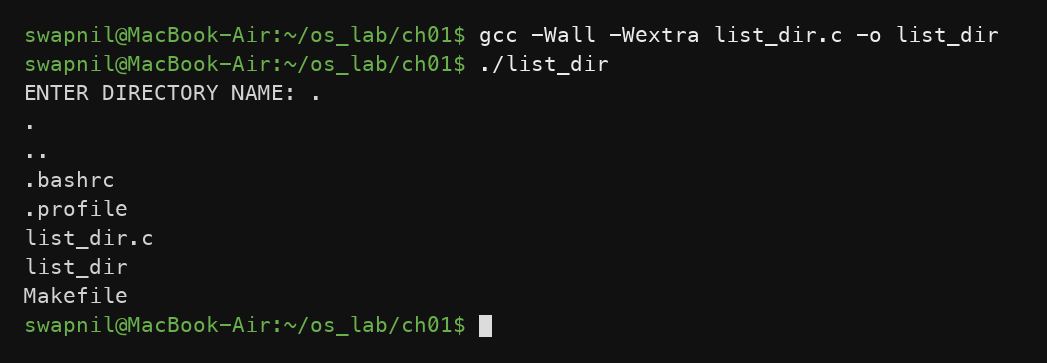 swapnil@MacBook-Air:~/os_lab/ch01$ gcc -Wall -Wextra list_dir.c -o list_dir
swapnil@MacBook-Air:~/os_lab/ch01$ ./list_dir
ENTER DIRECTORY NAME: .
.
..
.bashrc
.profile
list_dir.c
list_dir
Makefile
swapnil@MacBook-Air:~/os_lab/ch01$